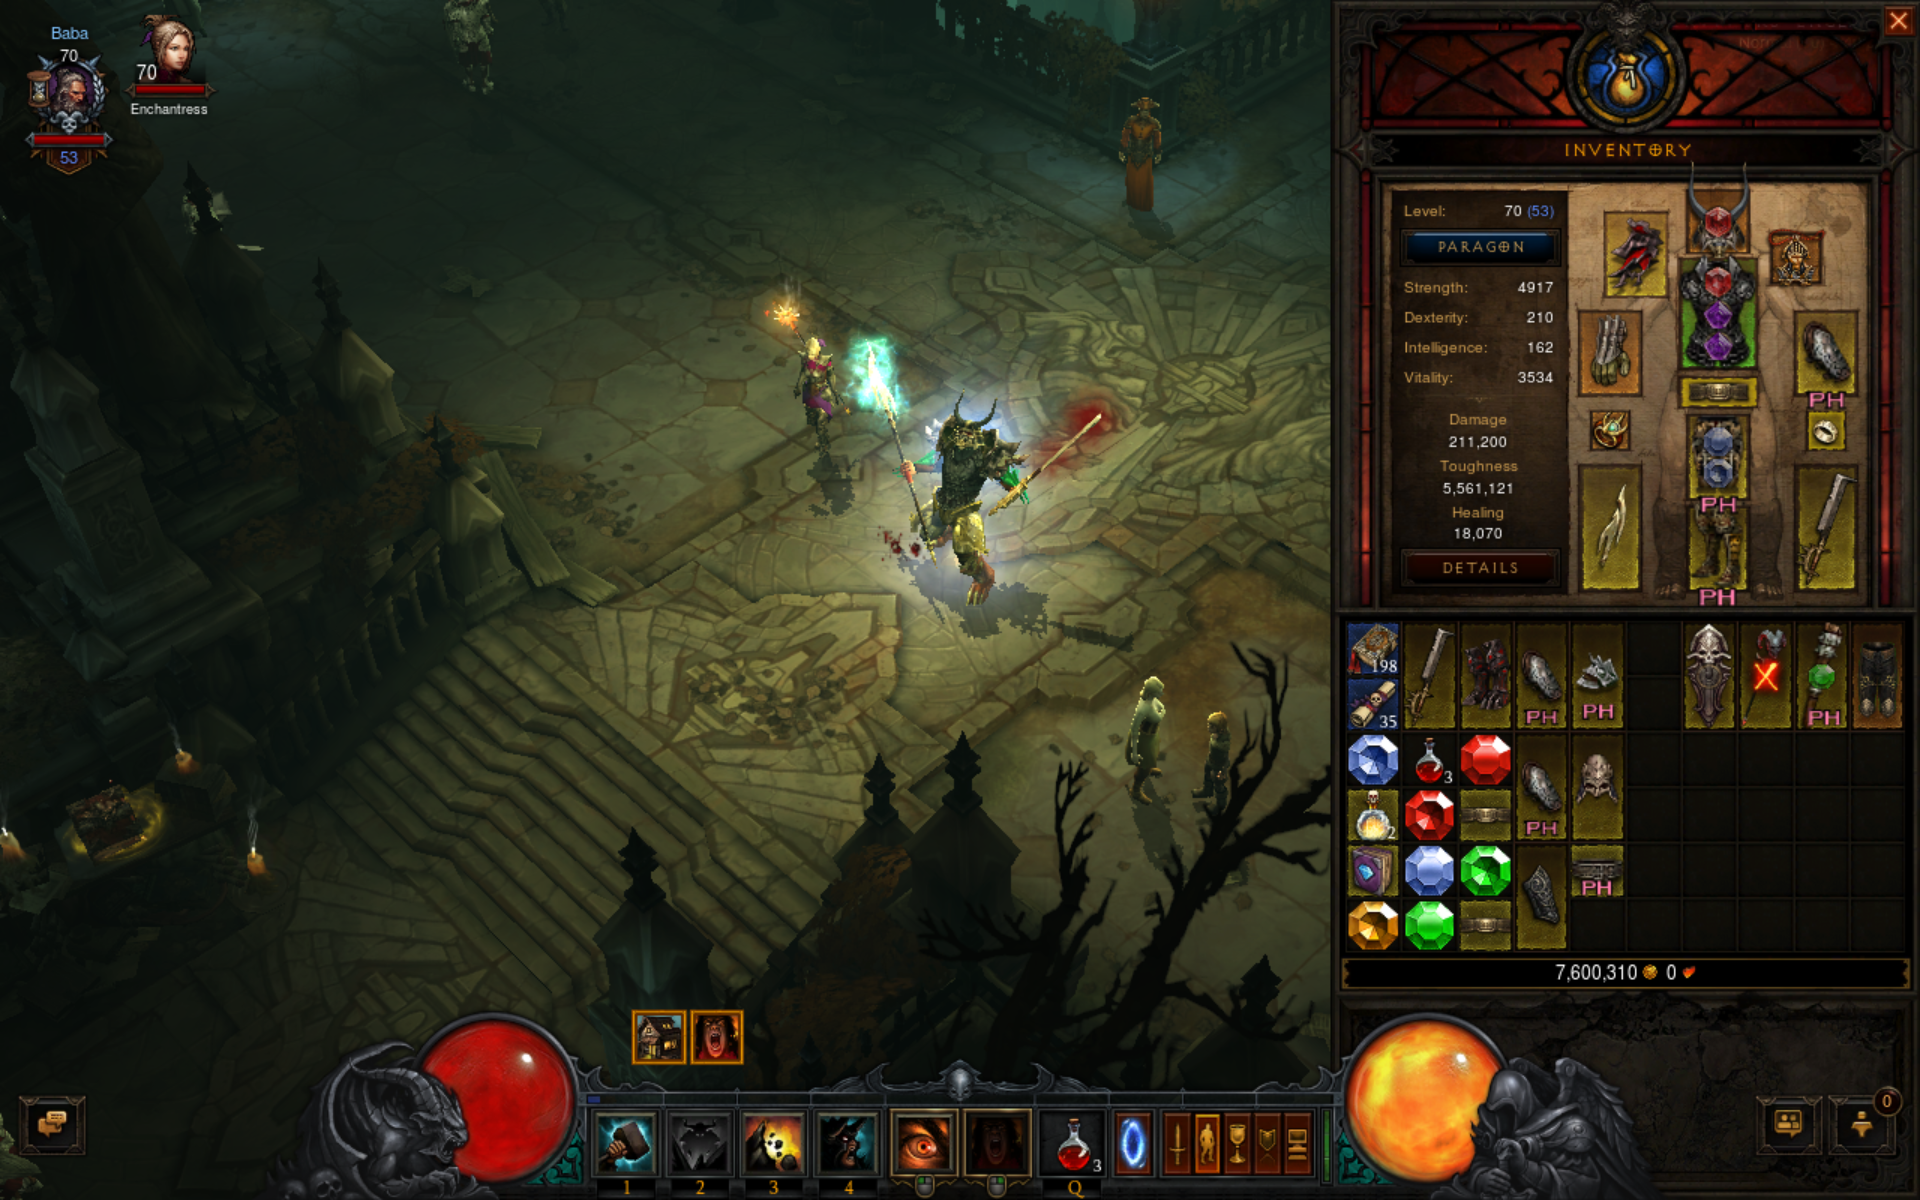 Baba
70
53
70
Enchantress
INVENTORY
Level: 70 (53)
PARAGON
Strength: 4917
Dexterity: 210
Intelligence: 162
Vitality: 3534
Damage
211,200
Toughness
5,561,121
Healing
18,070
DETAILS
PH
PH
PH
198
35
PH
PH
X
PH
3
2
PH
PH
7,600,310 0
3
1 2 3 4 Q
0